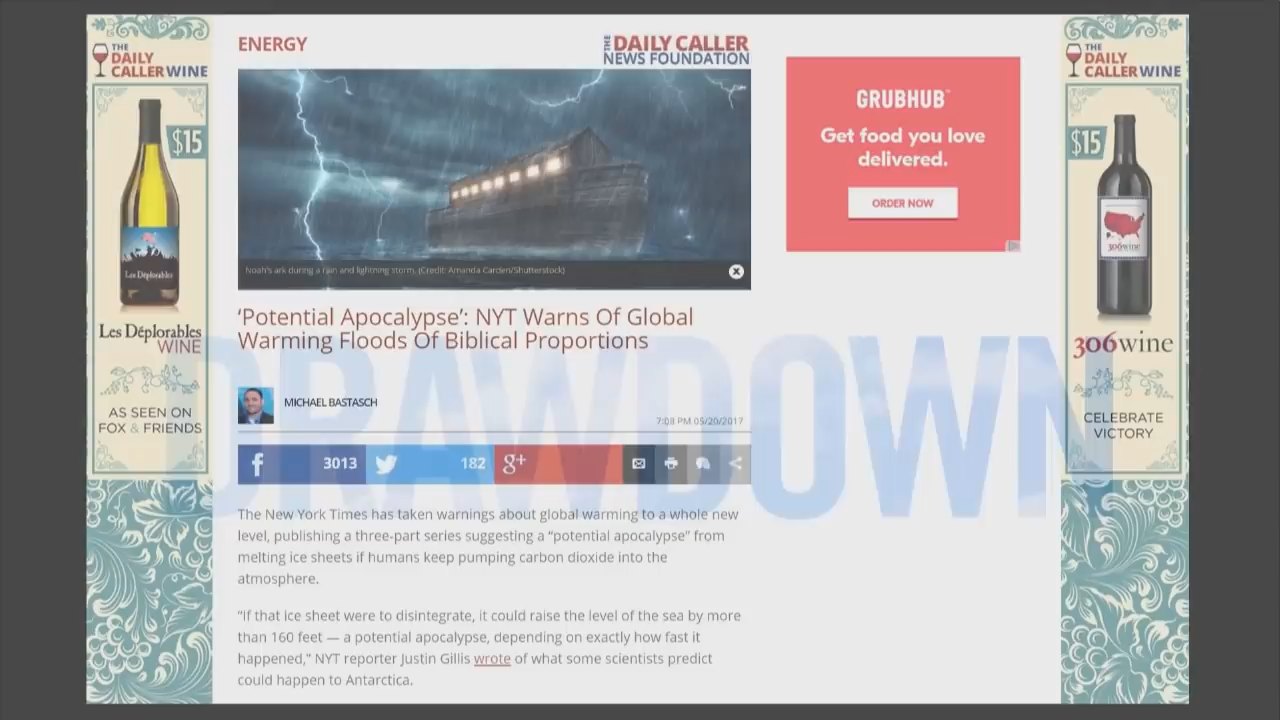 THE
DAILY
CALLER WINE
$15
Les Déplorables
Les Déplorables
WINE
AS SEEN ON
FOX & FRIENDS
ENERGY
THE DAILY CALLER
NEWS FOUNDATION
Noah's ark during a rain and lightning storm, (Credit: Amanda Carden/Shutterstock)
'Potential Apocalypse': NYT Warns Of Global
Warming Floods Of Biblical Proportions
MICHAEL BASTASCH
7:08 PM 05/20/2017
3013
182
g+
DRAWDOWN
The New York Times has taken warnings about global warming to a whole new
level, publishing a three-part series suggesting a “potential apocalypse” from
melting ice sheets if humans keep pumping carbon dioxide into the
atmosphere.
“If that ice sheet were to disintegrate, it could raise the level of the sea by more
than 160 feet — a potential apocalypse, depending on exactly how fast it
happened,” NYT reporter Justin Gillis wrote of what some scientists predict
could happen to Antarctica.
GRUBHUB™
Get food you love
delivered.
ORDER NOW
THE
DAILY
CALLER WINE
$15
306wine
306wine
CELEBRATE
VICTORY